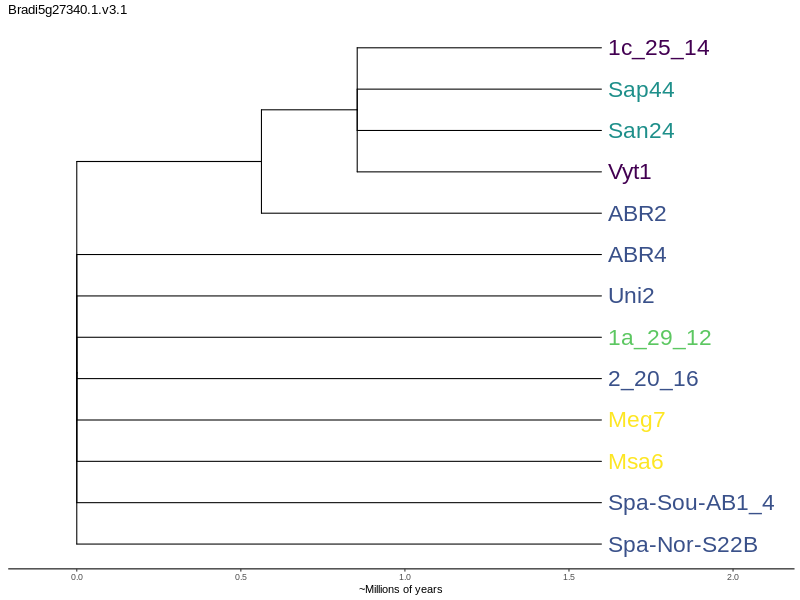 Bradi5g27340.1.v3.1
1c_25_14
Sap44
San24
Vyt1
ABR2
ABR4
Uni2
1a_29_12
2_20_16
Meg7
Msa6
Spa-Sou-AB1_4
Spa-Nor-S22B
0.0 0.5 1.0 1.5 2.0
~Millions of years